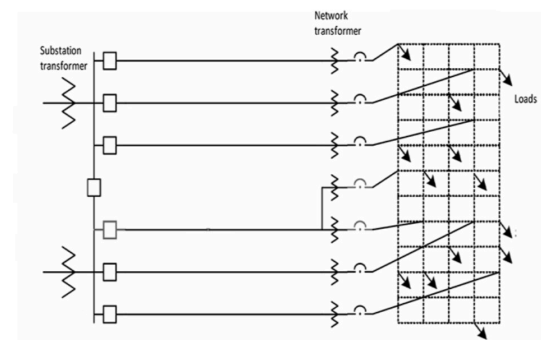 Network
transformer
Substation
transformer
Loads